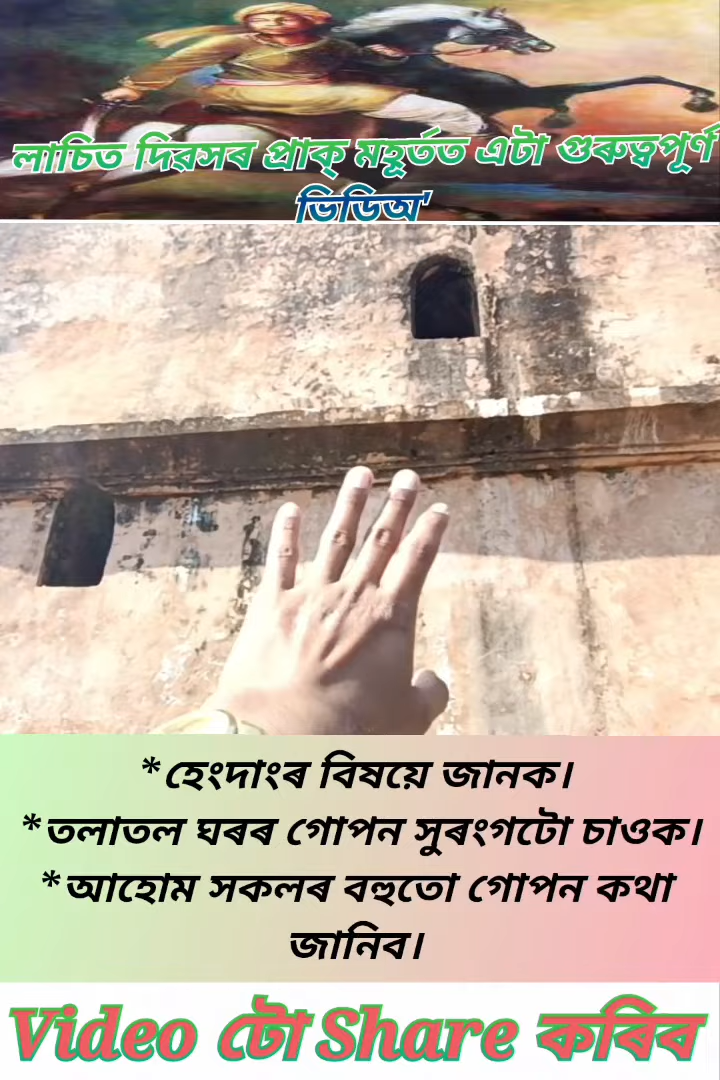 লাচিত দিৱসৰ প্ৰাক্ মহূৰ্তত এটা গুৰুত্বপূৰ্ণ
ভিডিঅ'
*হেংদাংৰ বিষয়ে জানক।
*তলাতল ঘৰৰ গোপন সুৰংগটো চাওক।
*আহোম সকলৰ বহুতো গোপন কথা
জানিব।
Video টো Share কৰিব